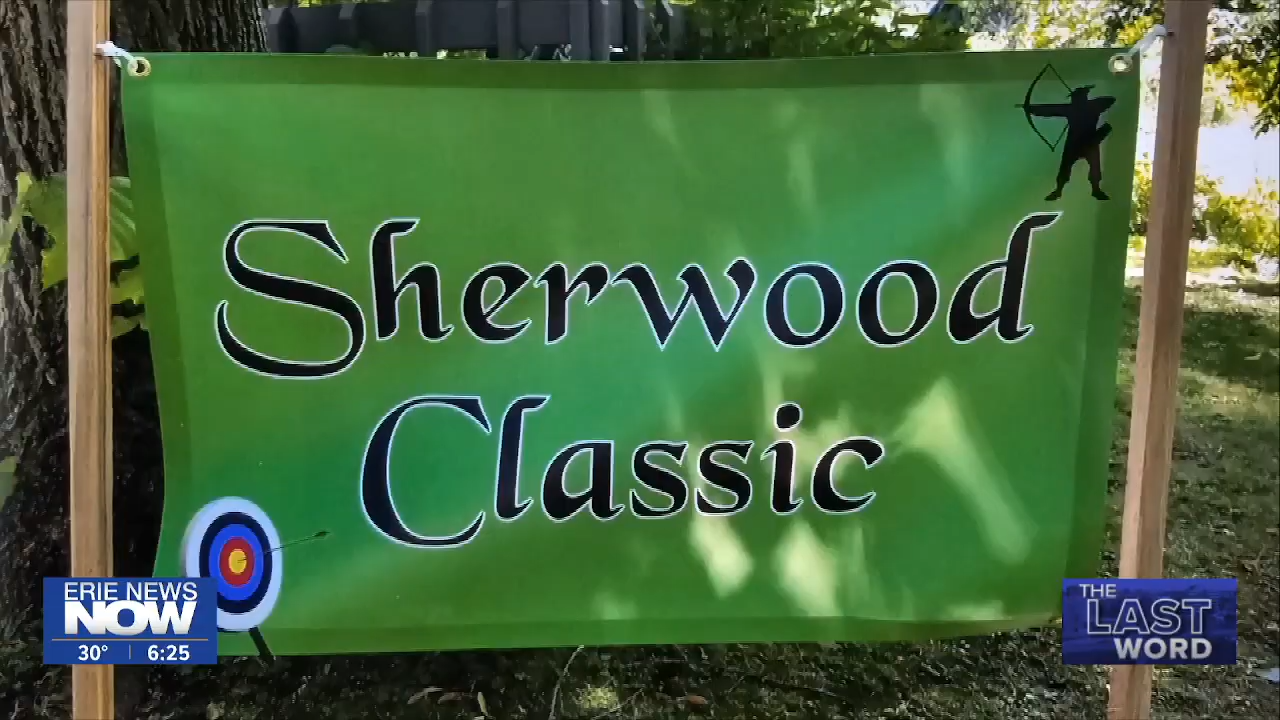 Sherwood
Classic
ERIE NEWS
NOW
30° 6:25
THE
LAST
WORD